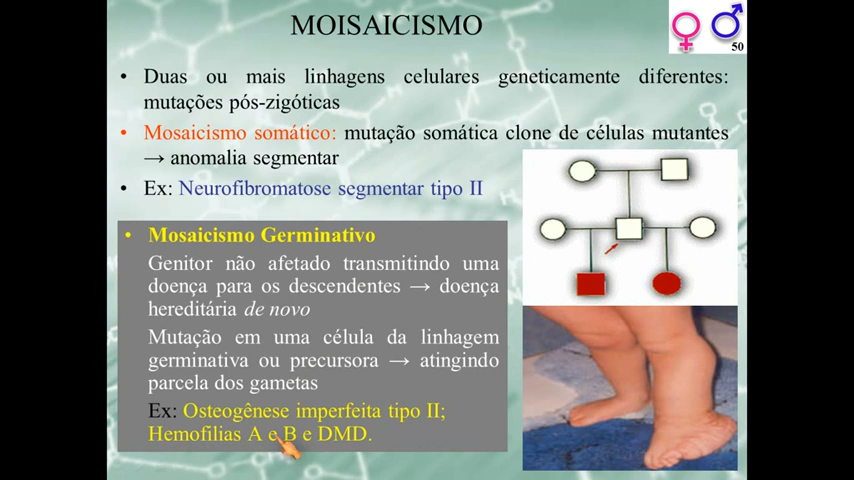 MOISAICISMO
50
• Duas ou mais linhagens celulares geneticamente diferentes:
mutações pós-zigóticas
• Mosaicismo somático: mutação somática clone de células mutantes
→ anomalia segmentar
• Ex: Neurofibromatose segmentar tipo II
• Mosaicismo Germinativo
Genitor não afetado transmitindo uma
doença para os descendentes → doença
hereditária de novo
Mutação em uma célula da linhagem
germinativa ou precursora → atingindo
parcela dos gametas
Ex: Osteogênese imperfeita tipo II;
Hemofilias A e B e DMD.